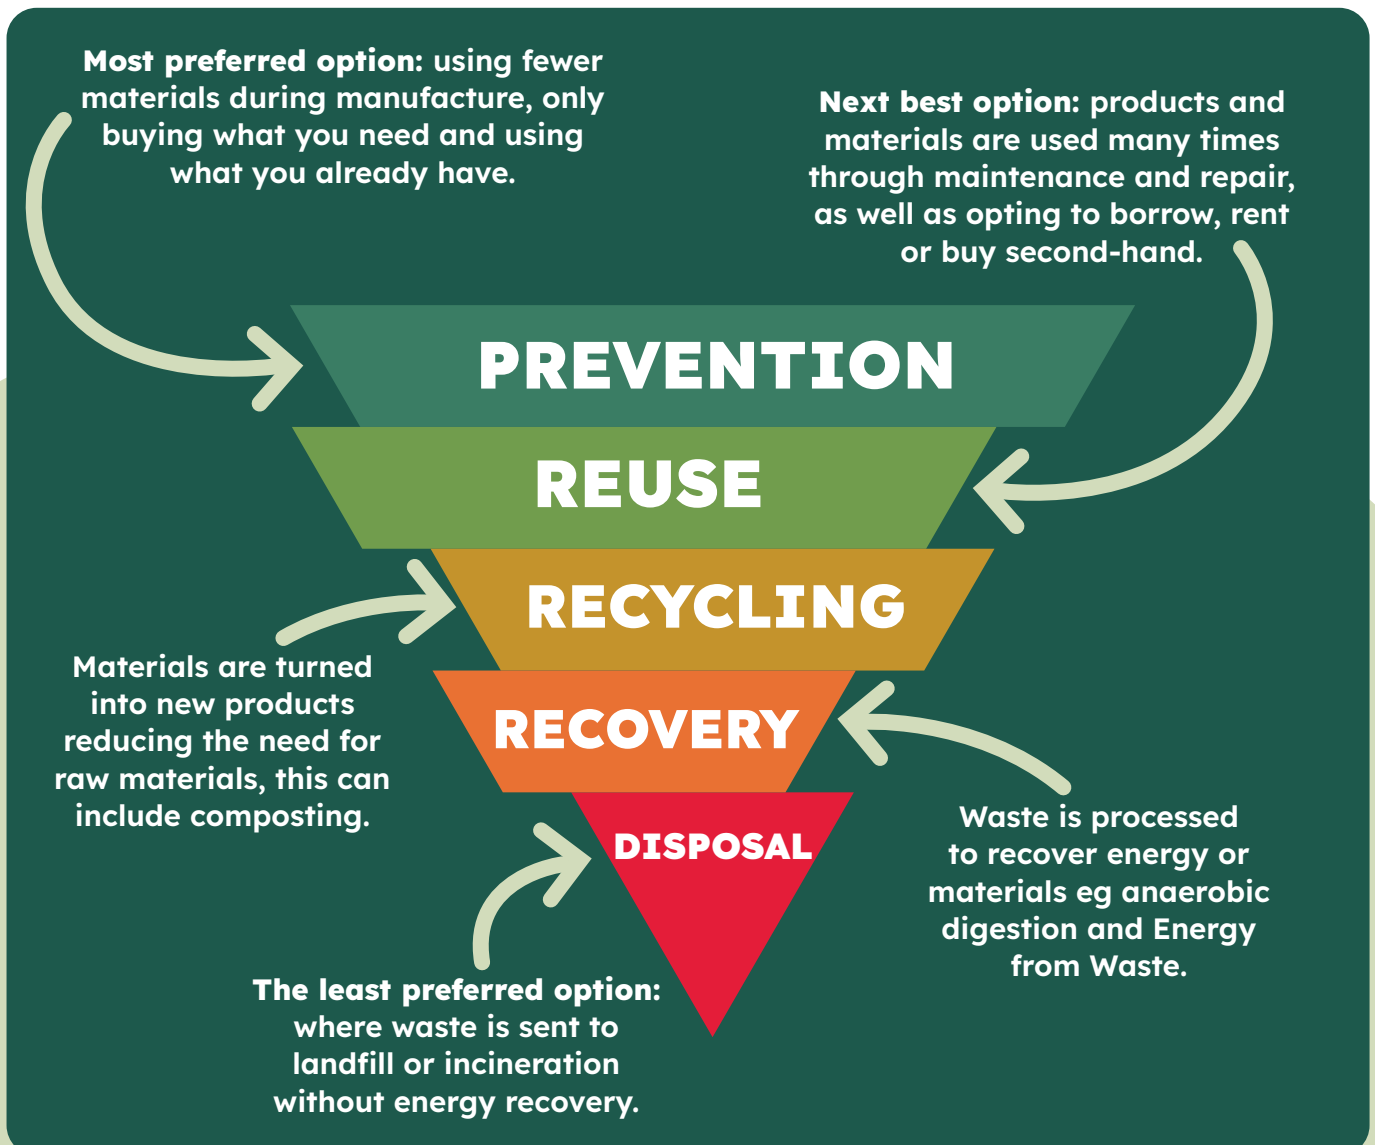 Most preferred option: using fewer
materials during manufacture, only
buying what you need and using
what you already have.
Next best option: products and
materials are used many times
through maintenance and repair,
as well as opting to borrow, rent
or buy second-hand.
PREVENTION
REUSE
RECYCLING
Materials are turned
into new products
reducing the need for
raw materials, this can
include composting.
RECOVERY
Waste is processed
to recover energy or
materials eg anaerobic
digestion and Energy
from Waste.
DISPOSAL
The least preferred option:
where waste is sent to
landfill or incineration
without energy recovery.